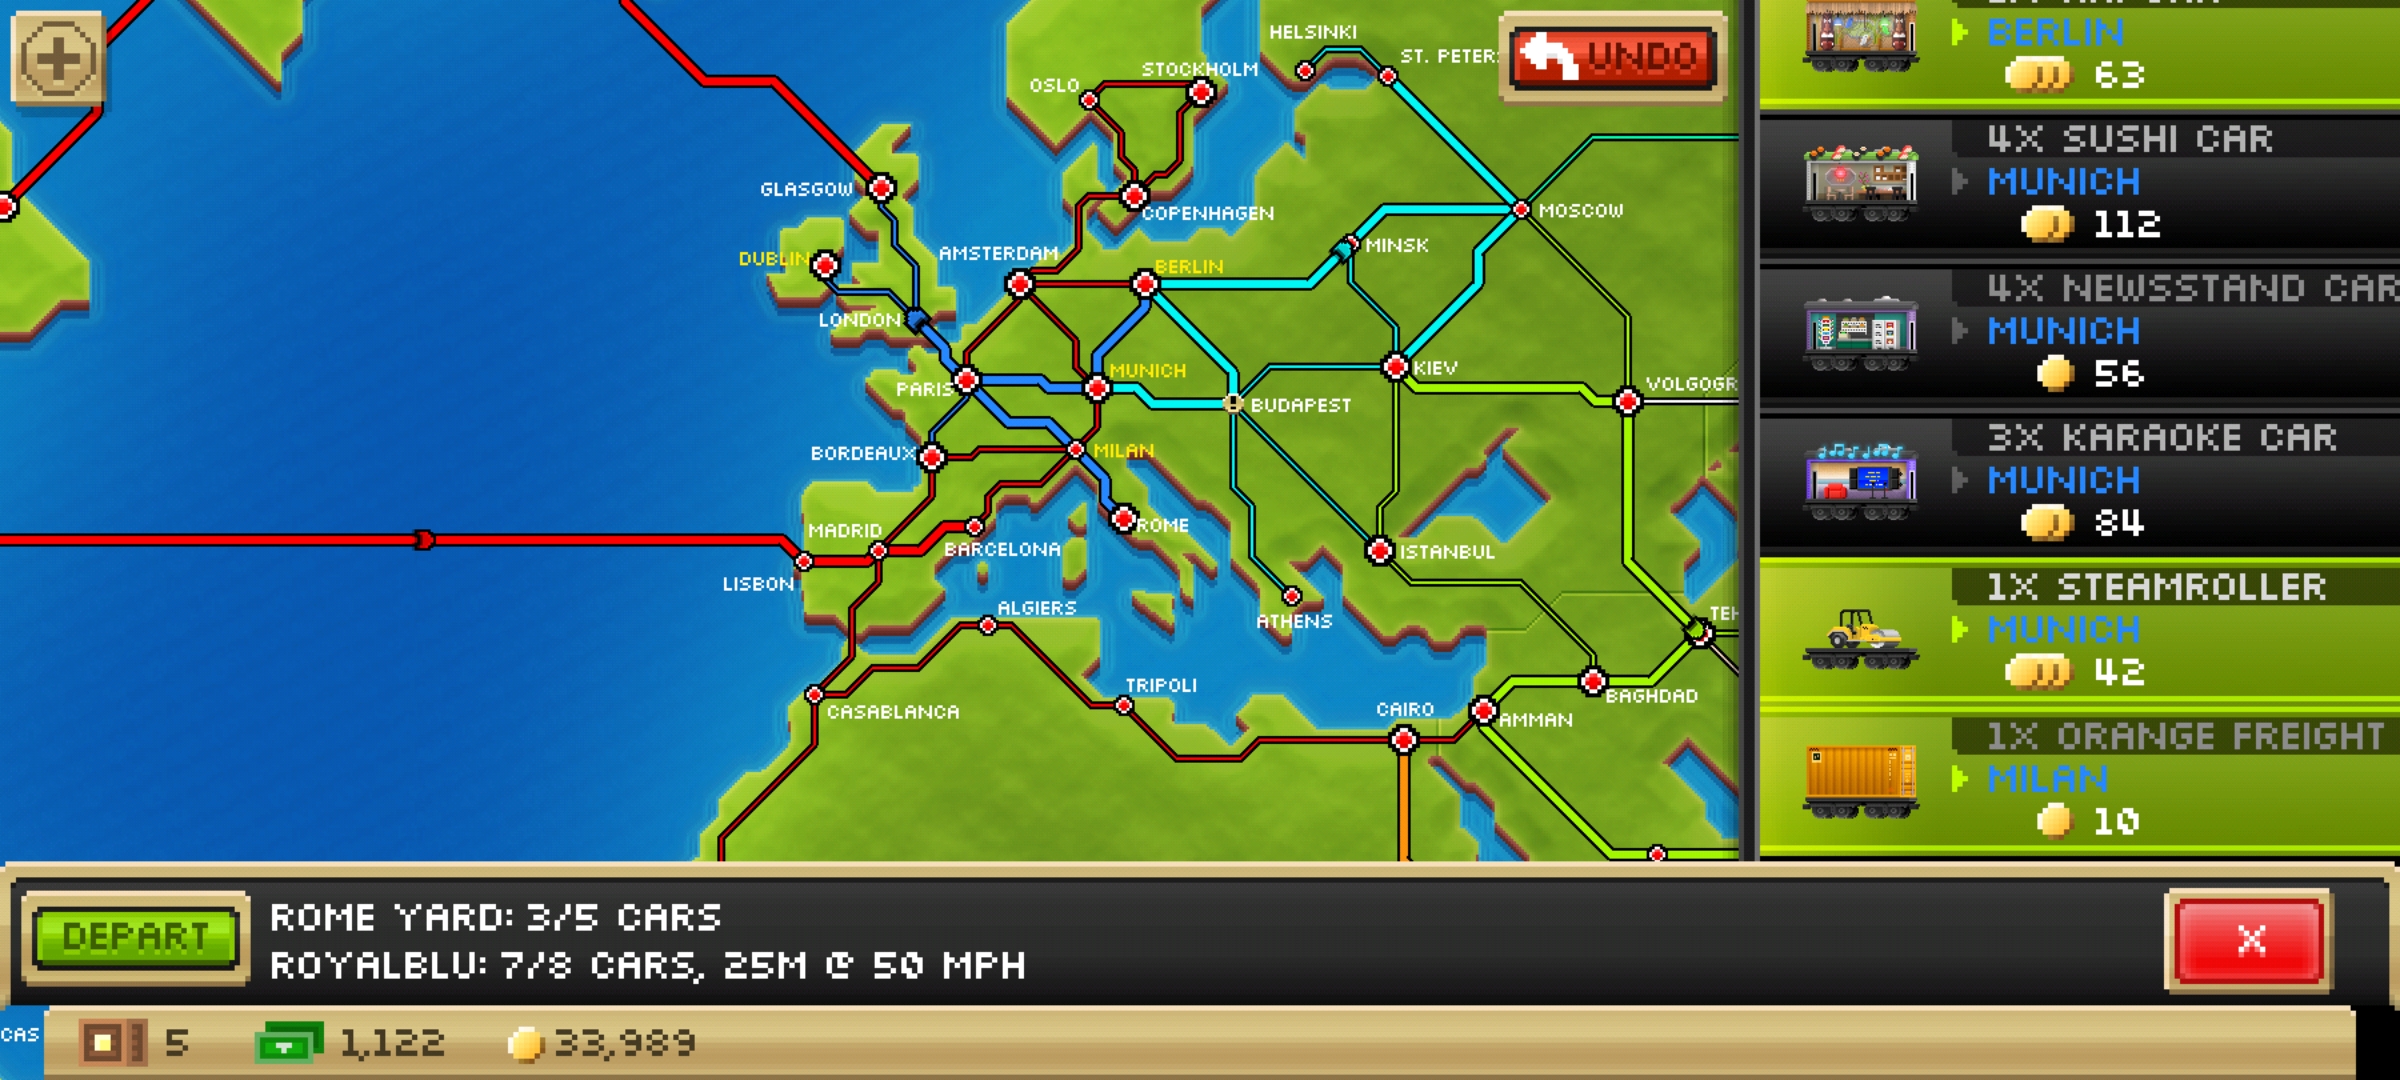 HELSINKI
ST. PETER
UNDO
STOCKHOLM
OSLO
GLASGOW
COPENHAGEN
MOSCOW
MINSK
AMSTERDAM
DUBLIN
BERLIN
LONDON
PARIS
MUNICH
KIEV
VOLGOGR
BUDAPEST
BORDEAUX
MILAN
MADRID
ROME
BARCELONA
ISTANBUL
LISBON
ALGIERS
ATHENS
TEH
TRIPOLI
CASABLANCA
CAIRO
AMMAN
BAGHDAD
BERLIN
63
4X SUSHI CAR
MUNICH
112
4X NEWSSTAND CAR
MUNICH
56
3X KARAOKE CAR
MUNICH
84
1X STEAMROLLER
MUNICH
42
1X ORANGE FREIGHT
MILAN
10
DEPART
ROME YARD: 3/5 CARS
ROYALBLU: 7/8 CARS, 25M @ 50 MPH
X
CAS
5
1,122
33,989